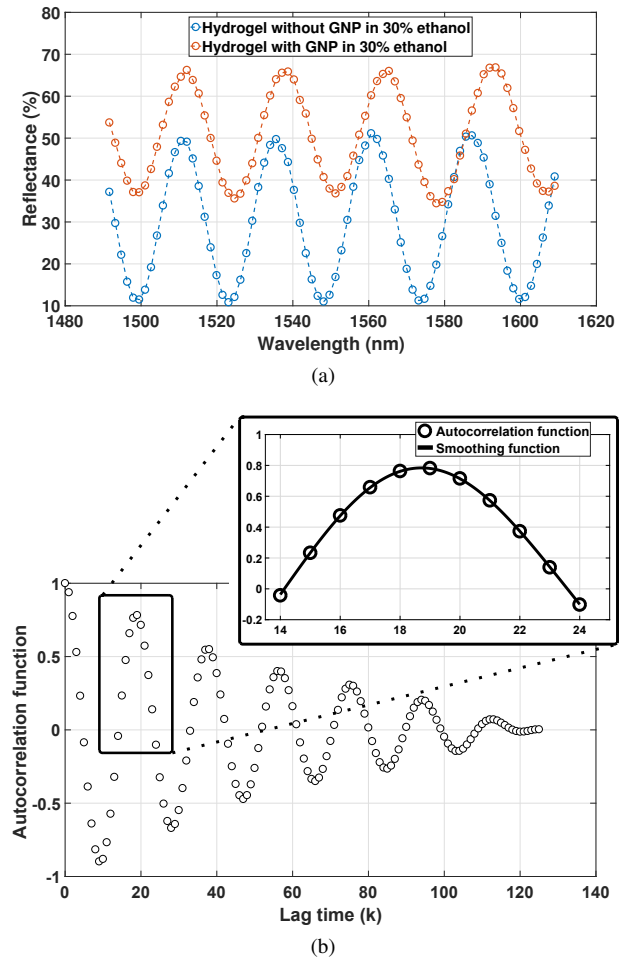 Hydrogel without GNP in 30% ethanol
Hydrogel with GNP in 30% ethanol
Reflectance (%)
70
60
50
40
30
20
10
1480 1500 1520 1540 1560 1580 1600 1620
Wavelength (nm)
(a)
Autocorrelation function
Smoothing function
1
0.8
0.6
0.4
0.2
0
-0.2
14 16 18 20 22 24
Autocorrelation function
1
0.5
0
-0.5
-1
0 20 40 60 80 100 120 140
Lag time (k)
(b)